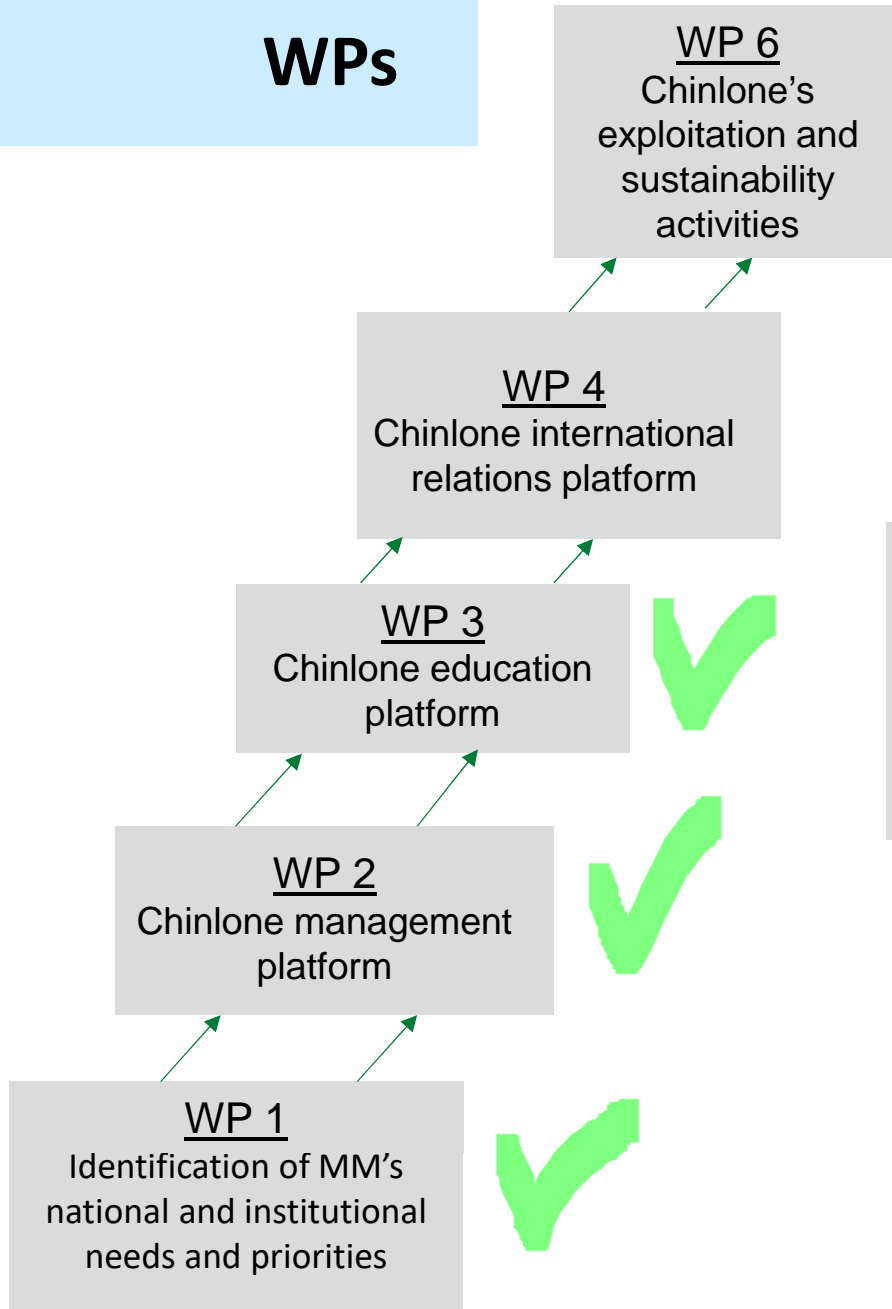 WPs
WP 6
Chinlone’s
exploitation and
sustainability
activities
WP 4
Chinlone international
relations platform
WP 3
Chinlone education
platform
WP 2
Chinlone management
platform
WP 1
Identification of MM’s
national and institutional
needs and priorities